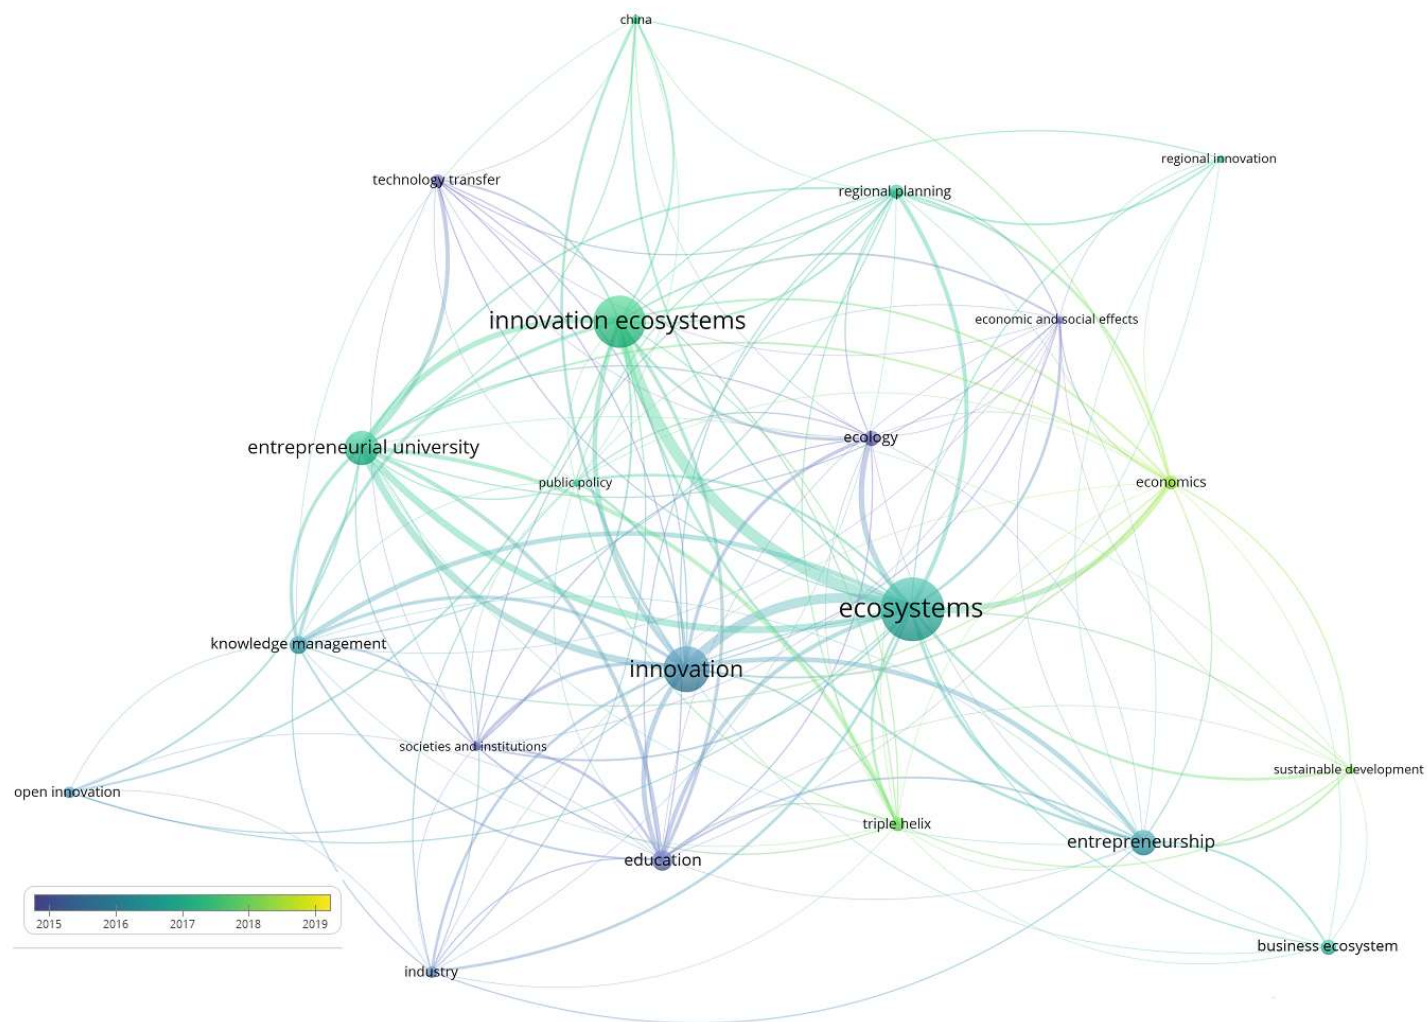 china
regional innovation
technology transfer
regional planning
innovation ecosystems
economic and social effects
ecology
entrepreneurial university
public policy
economics
ecosystems
knowledge management
innovation
societies and institutions
sustainable development
open innovation
triple helix
entrepreneurship
education
2015 2016 2017 2018 2019
business ecosystem
industry